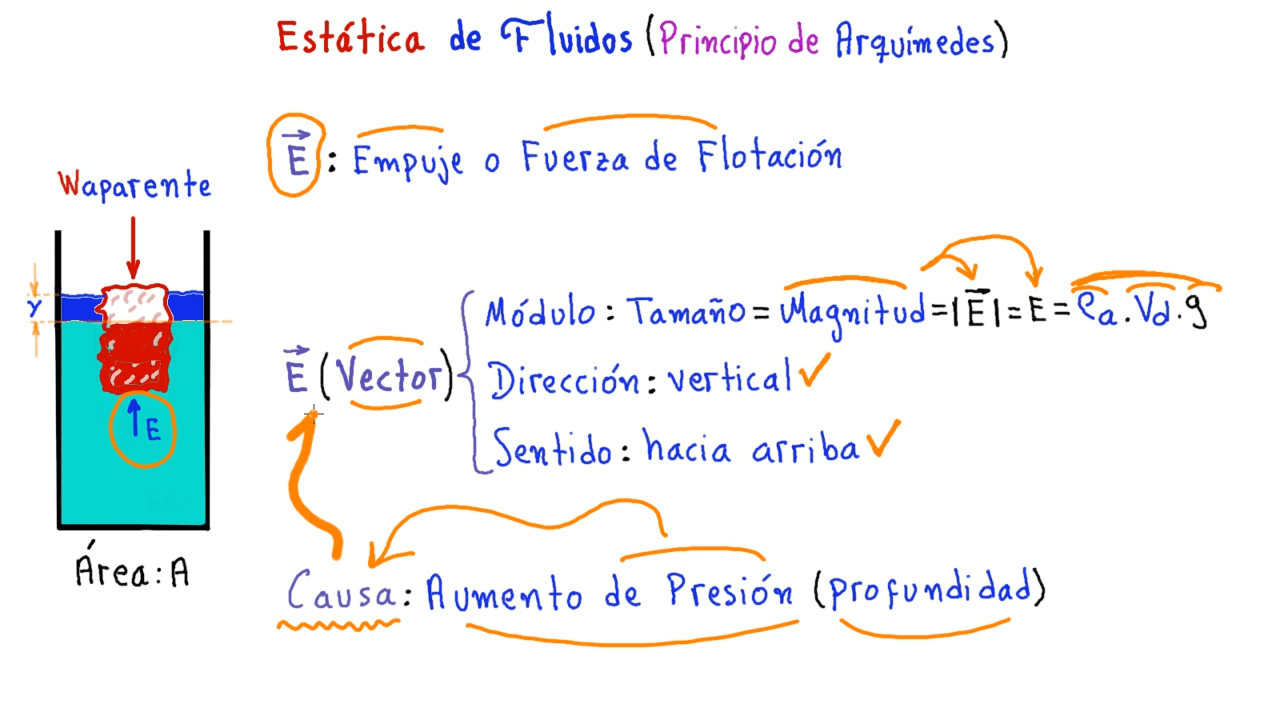 Estática de Fluidos (Principio de Arquímedes)
E⃗: Empuje o Fuerza de Flotación
Waparente
Módulo: Tamaño = Magnitud = |E⃗| = E = ρa.Vd.g
y
E⃗ (Vector)
Dirección: vertical ✓
E
Sentido: hacia arriba ✓
Área: A
Causa: Aumento de Presión (profundidad)